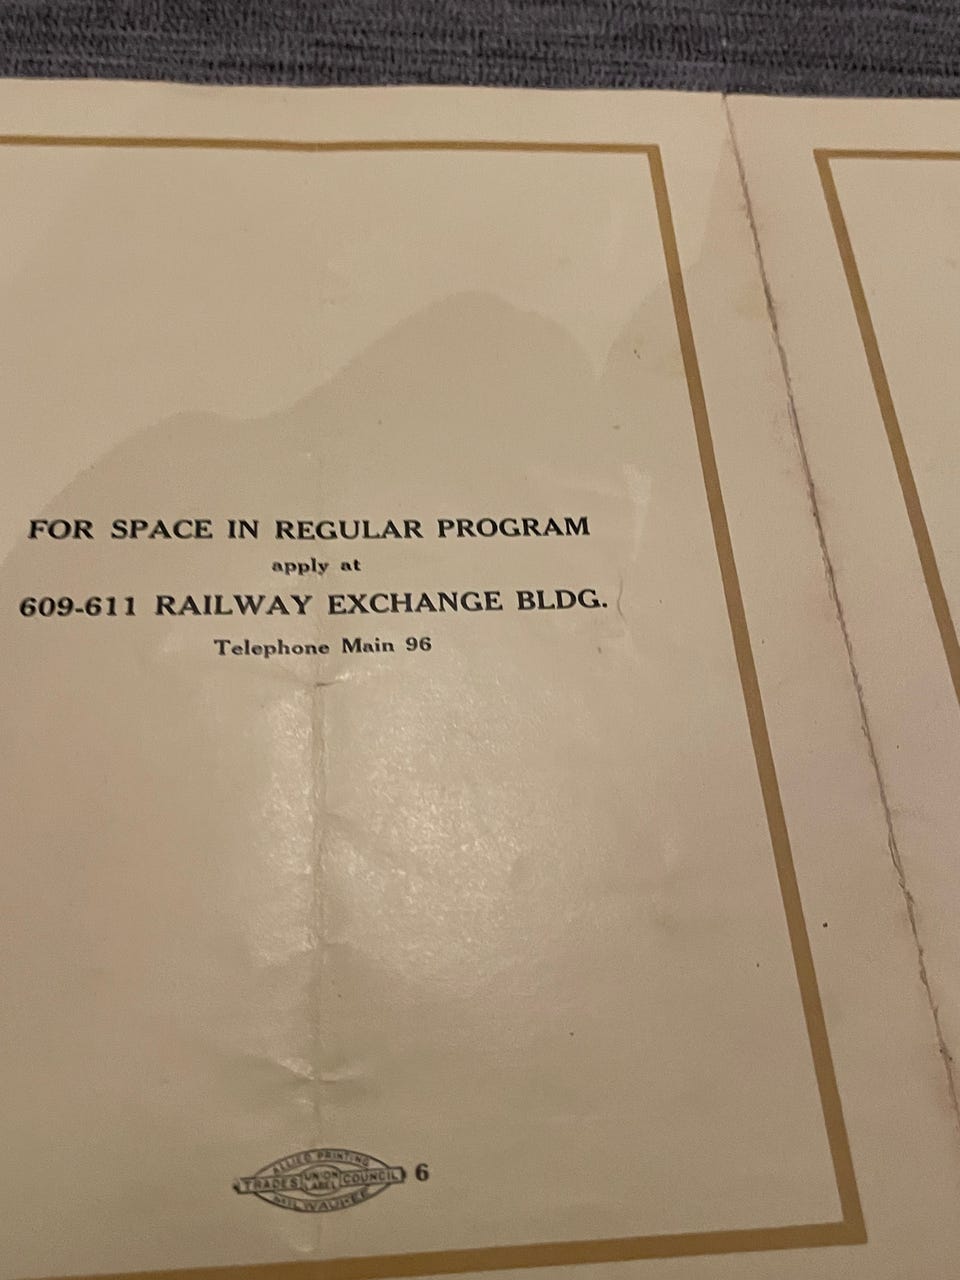 FOR SPACE IN REGULAR PROGRAM
apply at
609-611 RAILWAY EXCHANGE BLDG.
Telephone Main 96
ALLIED PRINTING
TRADES UNION LABEL COUNCIL
MILWAUKEE
6